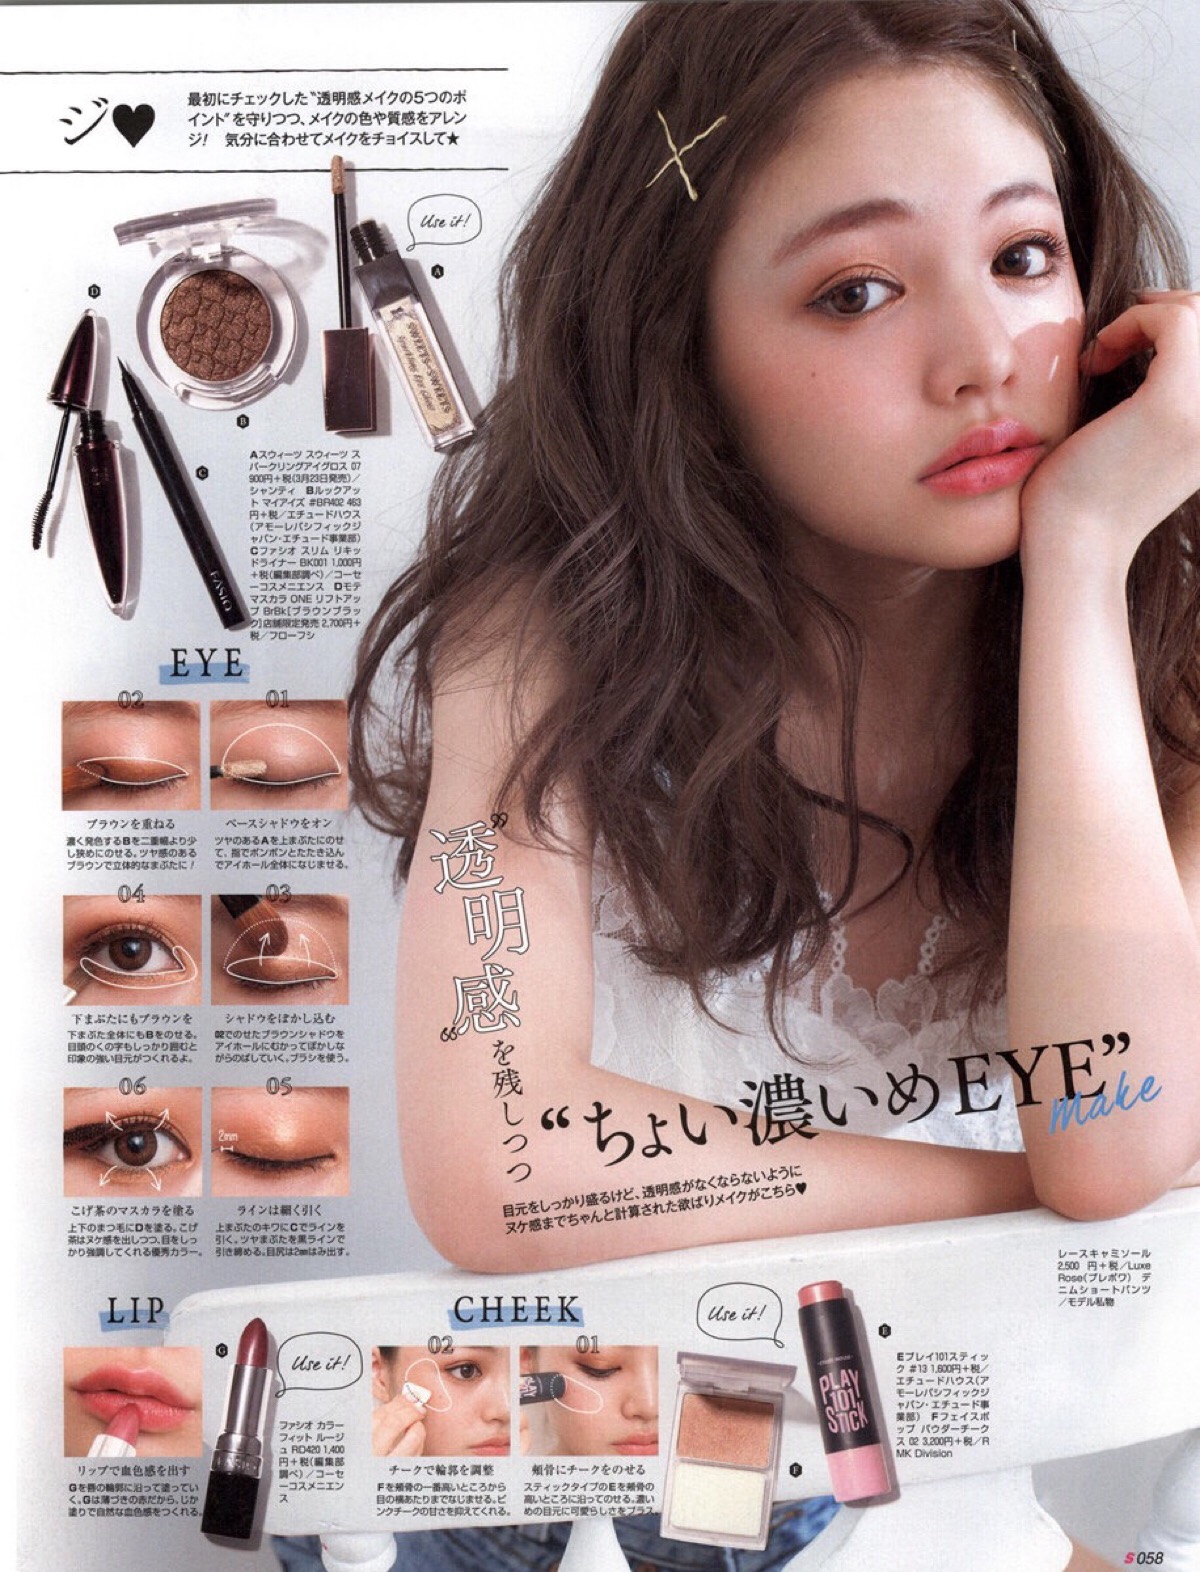 ジ♥
最初にチェックした“透明感メイクの5つのポ
イント”を守りつつ、メイクの色や質感をアレン
ジ! 気分に合わせてメイクをチョイスして★
Use it!
A
D
B
C
SWEETS SWEETS
Sparkling Eye Gloss
FASIO
Aスウィーツ スウィーツ ス
パークリングアイグロス 07
900円+税(3月23日発売)/
シャンティ Bルックアッ
ト マイアイズ #BR402 463
円+税/エチュードハウス
(アモーレパシフィックジ
ャパン・エチュード事業部)
Cファシオ スリム リキッ
ドライナー BK001 1,000円
+税(編集部調べ)/コーセ
ーコスメニエンス Dモテ
マスカラ ONE リフトアッ
プ BrBk[ブラウンブラッ
ク]店舗限定発売 2,700円+
税/フローフシ
EYE
01
ベースシャドウをオン
ツヤのあるAを上まぶたにのせ
て、指でポンポンとたたき込ん
でアイホール全体になじませる。
02
ブラウンを重ねる
濃く発色するBを二重幅より少
し狭めにのせる。ツヤ感のある
ブラウンで立体的なまぶたに!
03
シャドウをぼかし込む
02でのせたブラウンシャドウを
アイホールにむかってぼかしな
がらのばしていく。ブラシを使う。
04
下まぶたにもブラウンを
下まぶた全体にもBをのせる。
目頭のくの字もしっかり囲むと
印象の強い目元がつくれるよ。
05
2mm
ラインは細く引く
上まぶたのキワにCでラインを
引く。ツヤまぶたを黒ラインで
引き締める。目尻は2mmはみ出す。
06
こげ茶のマスカラを塗る
上下のまつ毛にDを塗る。こげ
茶はヌケ感を出しつつ、目をしっ
かり強調してくれる優秀カラー。
“透明感”を残しつつ
“ちょい濃いめEYE”
Make
目元をしっかり盛るけど、透明感がなくならないように
ヌケ感までちゃんと計算された欲ばりメイクがこちら♥
レースキャミソール
2,500 円+税/Luxe
Rose(プレポワ) デ
ニムショートパンツ
/モデル私物
LIP
リップで血色感を出す
Gを唇の輪郭に沿って塗ってい
く。Gは薄づきの赤だから、じか
塗りで自然な血色感をつくれる。
G
Use it!
ファシオ カラー
フィット ルージ
ュ RD420 1,400
円+税(編集部
調べ)/コーセ
ーコスメニエン
ス
CHEEK
01
頬骨にチークをのせる
スティックタイプのEを頬骨の
高いところに沿ってのせる。濃い
めの目元に可愛らしさをプラス。
02
チークで輪郭を調整
Fを頬骨の一番高いところから
目の横あたりまでなじませる。ピ
ンクチークの甘さを抑えてくれる。
Use it!
E
F
ETUDE HOUSE
PLAY
101
STICK
Eプレイ101スティッ
ク #13 1,600円+税/
エチュードハウス(ア
モーレパシフィックジ
ャパン・エチュード事
業部) Fフェイスポ
ップ パウダーチーク
ス 02 3,200円+税/R
MK Division
S 058